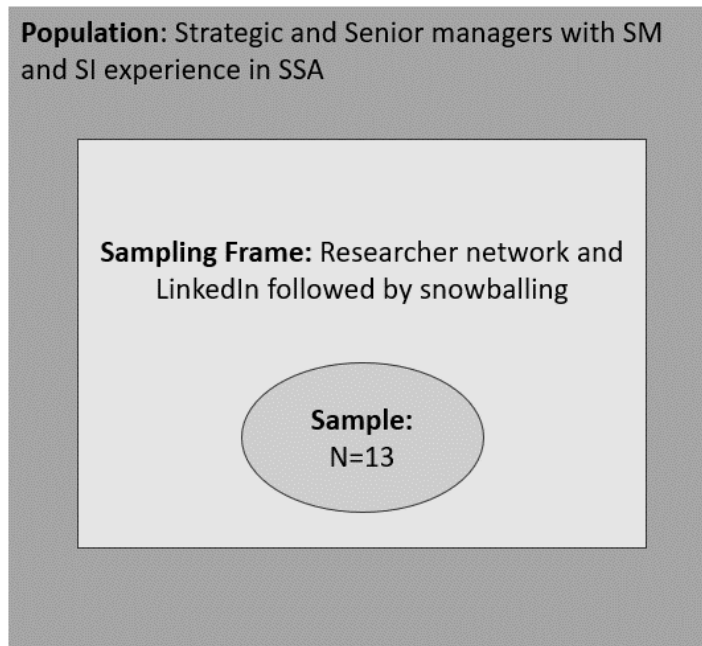 Population: Strategic and Senior managers with SM
and SI experience in SSA
Sampling Frame: Researcher network and
LinkedIn followed by snowballing
Sample:
N=13